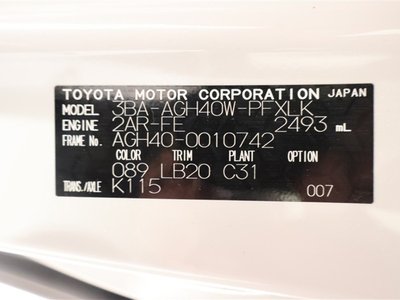 TOYOTA MOTOR CORPORATION JAPAN
MODEL 3BA-AGH40W-PFXLK
ENGINE 2AR-FE 2493 mL
FRAME No. AGH40-0010742
COLOR TRIM PLANT OPTION
089 LB20 C31
TRANS./AXLE K115 007